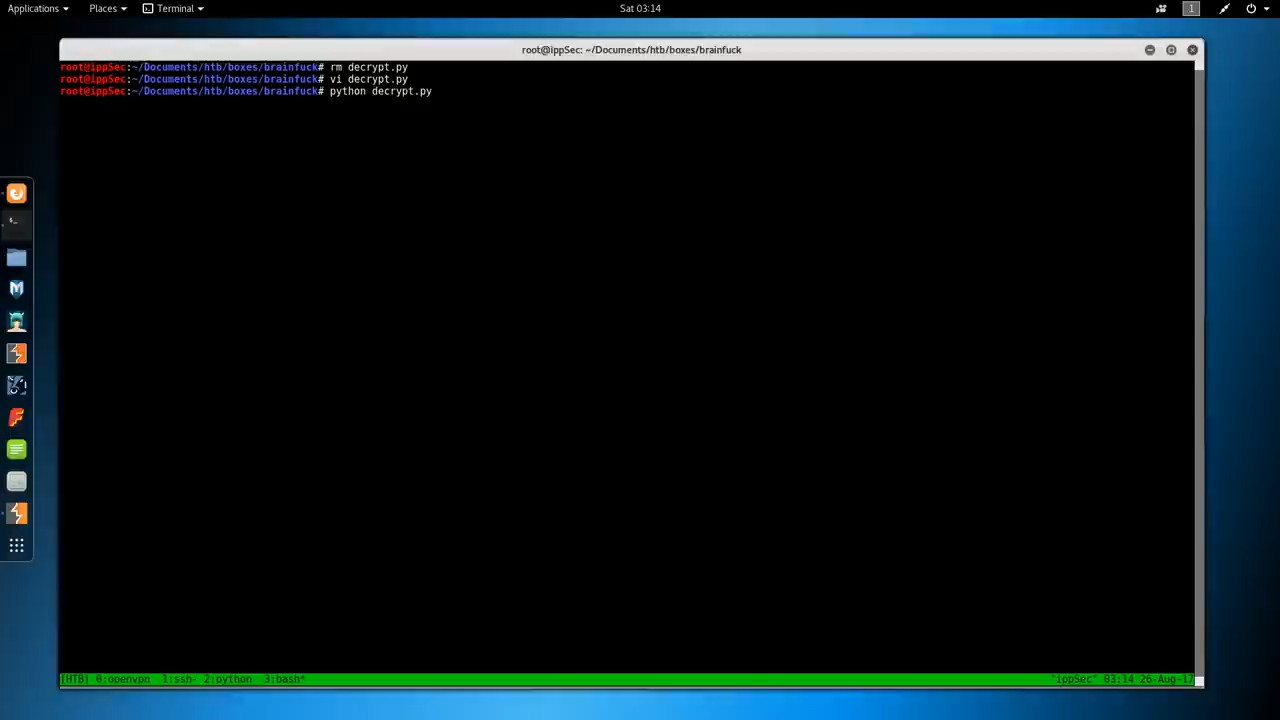 Applications Places Terminal Sat 03:14 1
root@ippSec: ~/Documents/htb/boxes/brainfuck
root@ippSec:~/Documents/htb/boxes/brainfuck# rm decrypt.py
root@ippSec:~/Documents/htb/boxes/brainfuck# vi decrypt.py
root@ippSec:~/Documents/htb/boxes/brainfuck# python decrypt.py
[HTB] 0:openvpn 1:ssh- 2:python 3:bash* "ippSec" 03:14 26-Aug-17